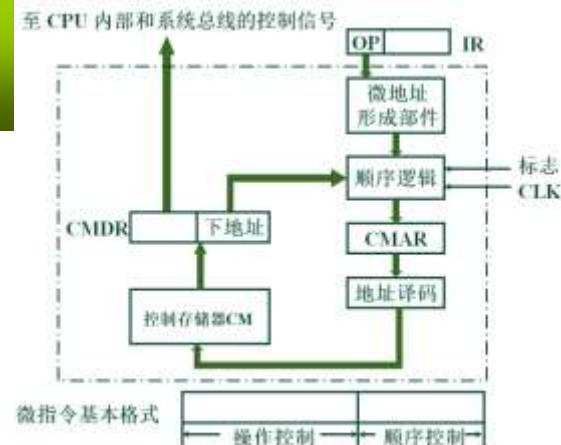 至 CPU 内部和系统总线的控制信号
OP
IR
微地址
形成部件
顺序逻辑
标志
CLK
CMDR
下地址
CMAR
地址译码
控制存储器CM
微指令基本格式
操作控制
顺序控制